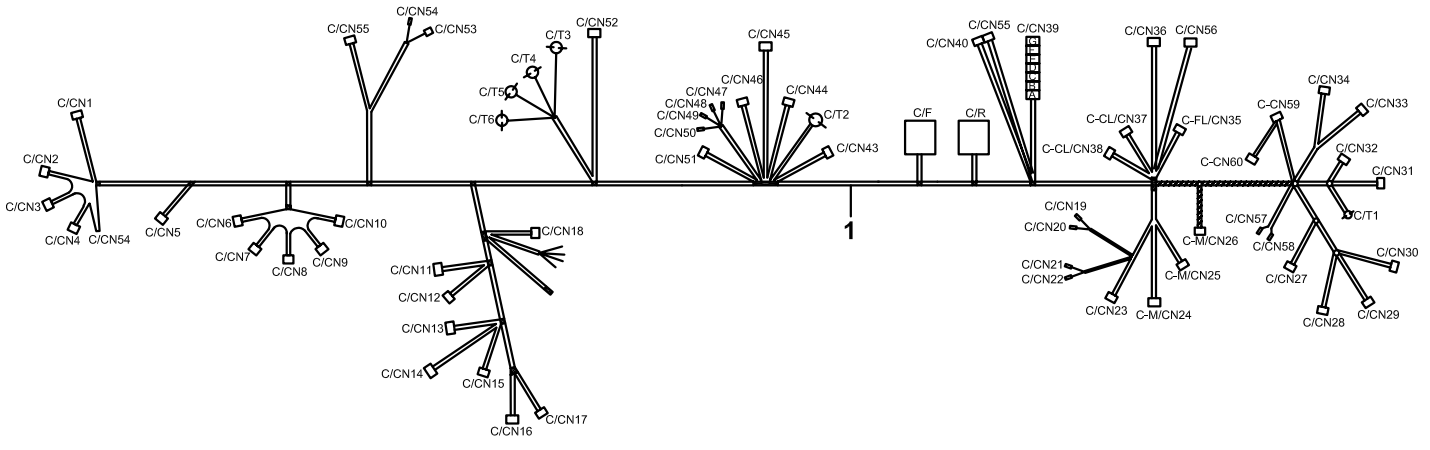 C/CN54
C/CN55
C/CN53
C/CN52
C/T3
C/T4
C/T5
C/T6
C/CN45
C/CN46
C/CN47
C/CN48
C/CN49
C/CN50
C/CN51
C/CN44
C/T2
C/CN43
C/F
C/R
C/CN55
C/CN40
C/CN39
G
F
E
D
C
B
A
C/CN36
C/CN56
C-CL/CN37
C-FL/CN35
C-CL/CN38
C/CN34
C-CN59
C/CN33
C/CN32
C-CN60
C/CN31
C/T1
C/CN1
C/CN2
C/CN3
C/CN4
C/CN54
C/CN5
C/CN6
C/CN7
C/CN8
C/CN9
C/CN10
1
C/CN18
C/CN11
C/CN12
C/CN13
C/CN14
C/CN15
C/CN16
C/CN17
C/CN19
C/CN20
C/CN21
C/CN22
C/CN23
C-M/CN24
C-M/CN25
C-M/CN26
C/CN57
C/CN58
C/CN27
C/CN28
C/CN29
C/CN30